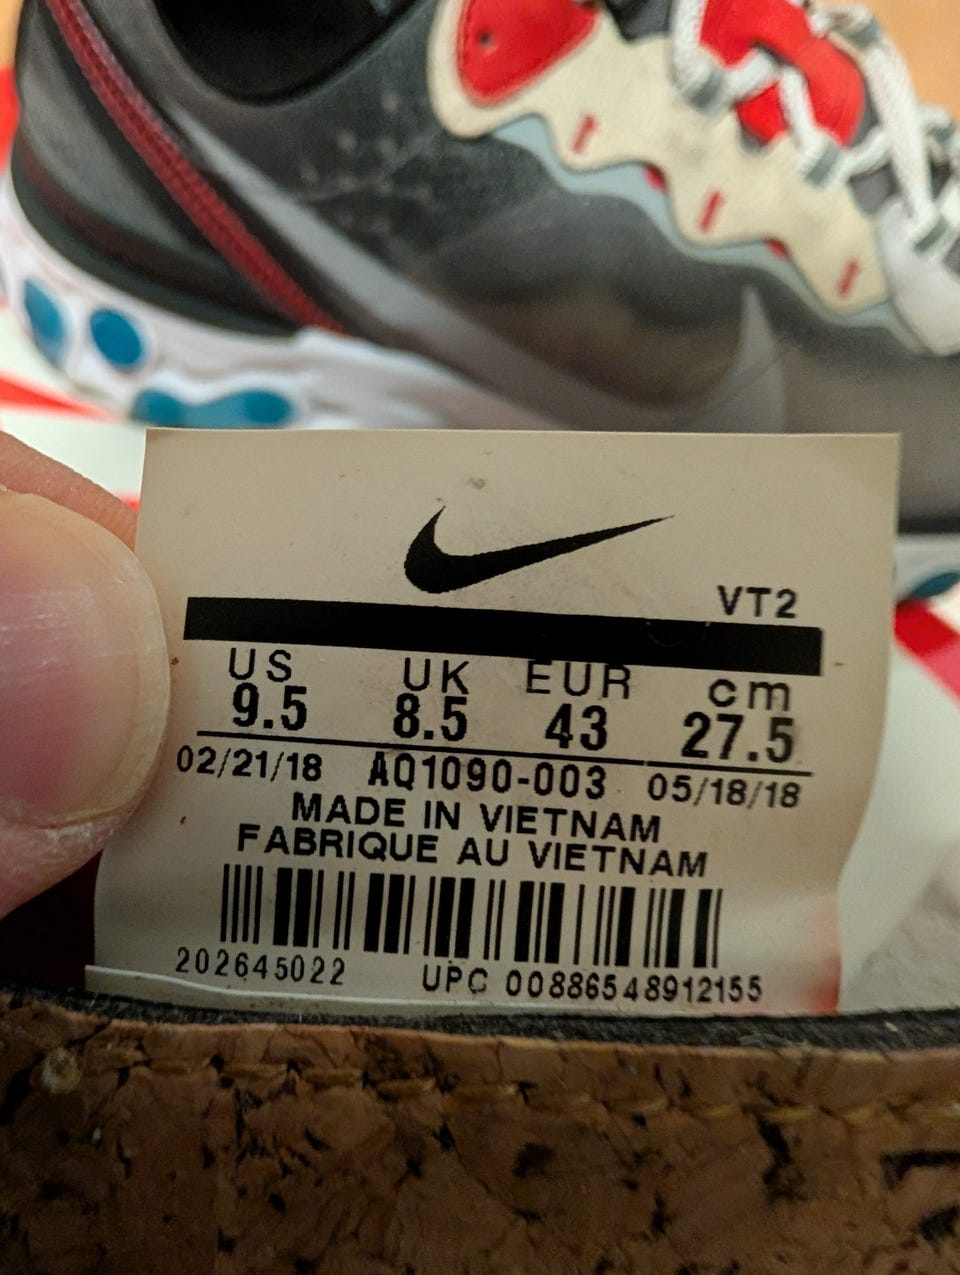 VT2
US UK EUR cm
9.5 8.5 43 27.5
02/21/18 AQ1090-003 05/18/18
MADE IN VIETNAM
FABRIQUE AU VIETNAM
202645022 UPC 00886548912155